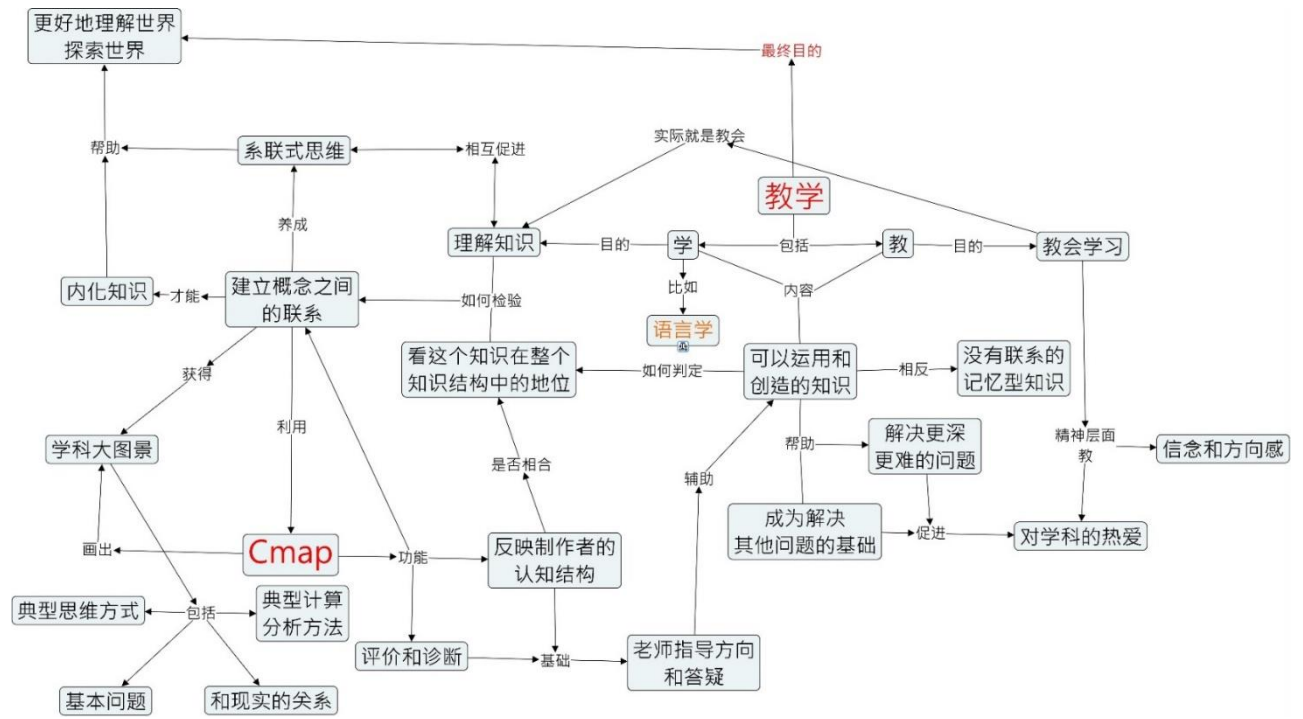 更好地理解世界
探索世界
最终目的
帮助
系联式思维
相互促进
实际就是教会
教学
养成
理解知识
目的
学
包括
教
目的
教会学习
内化知识
才能
建立概念之间
的联系
如何检验
比如
内容
语言学
看这个知识在整个
知识结构中的地位
如何判定
可以运用和
创造的知识
相反
没有联系的
记忆型知识
获得
利用
学科大图景
是否相合
辅助
帮助
解决更深
更难的问题
精神层面
教
信念和方向感
画出
Cmap
功能
反映制作者的
认知结构
成为解决
其他问题的基础
促进
对学科的热爱
典型思维方式
包括
典型计算
分析方法
评价和诊断
基础
老师指导方向
和答疑
基本问题
和现实的关系